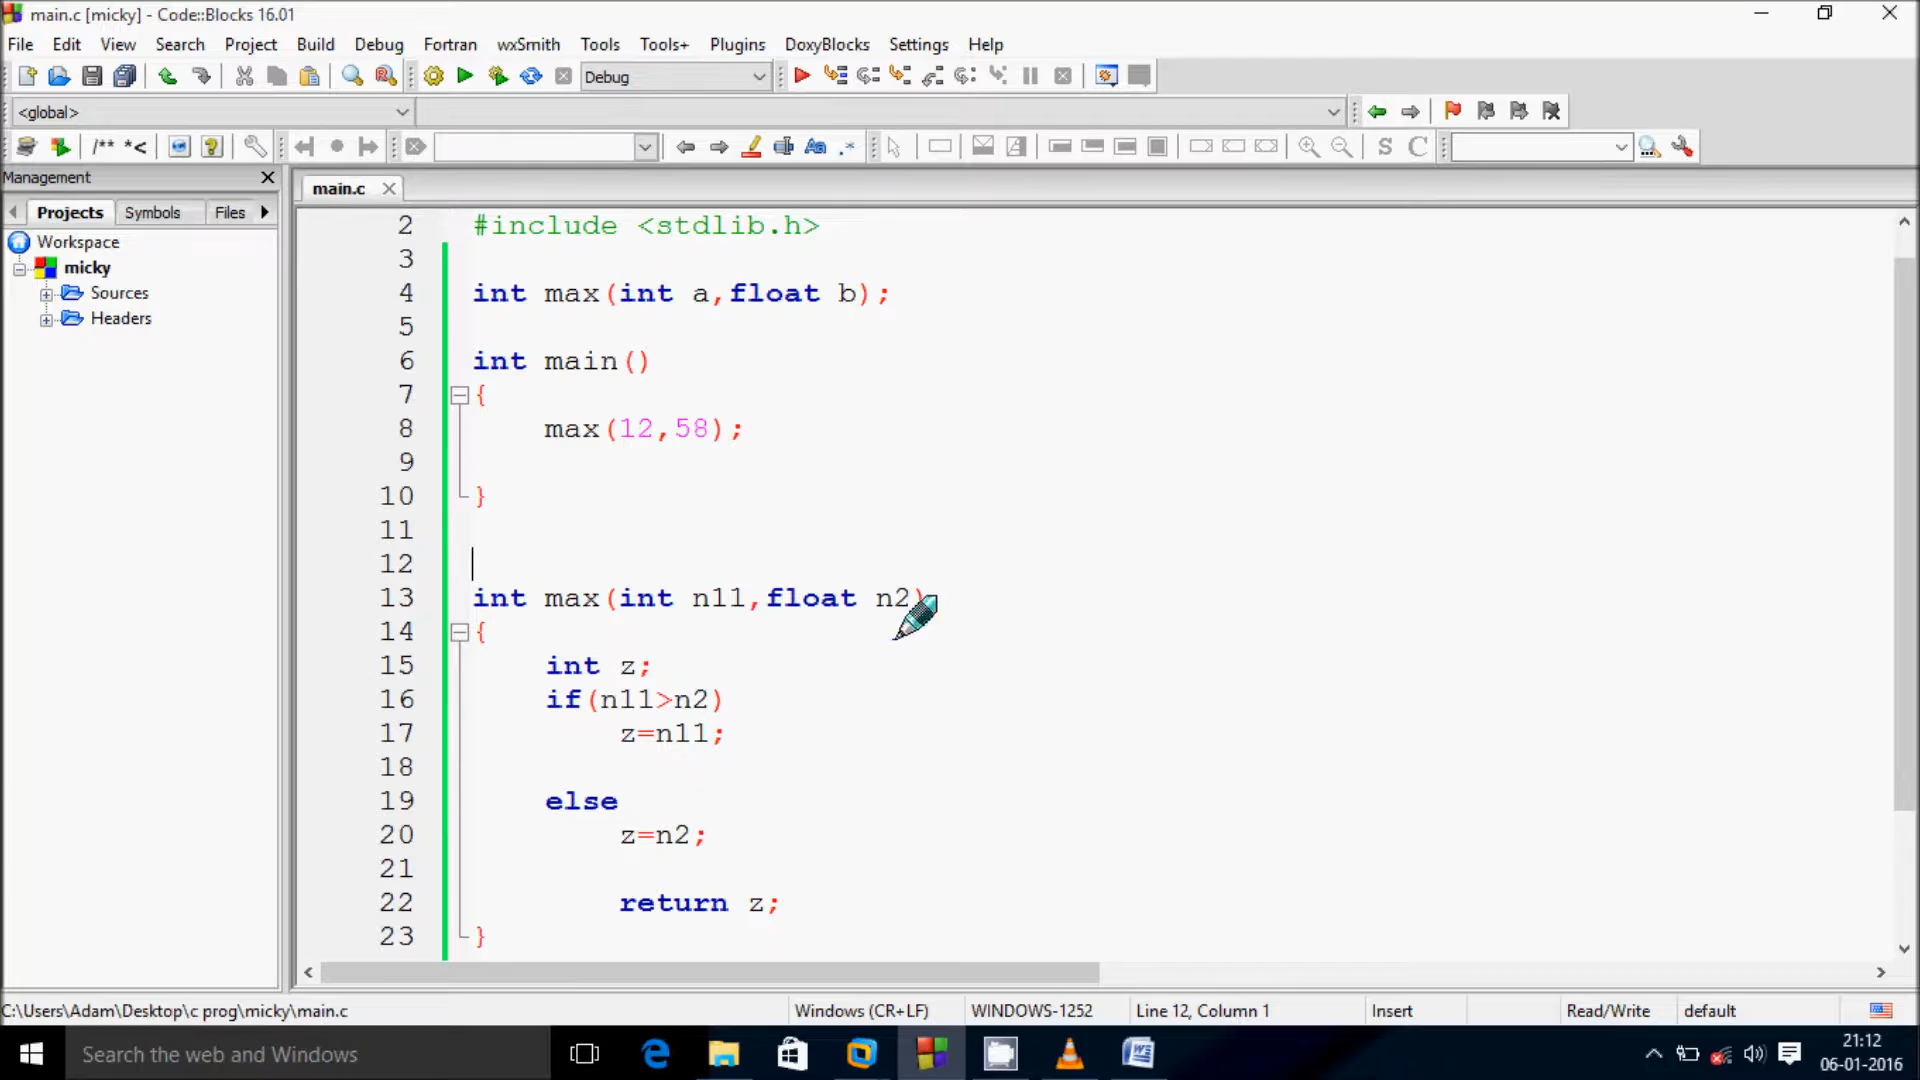 main.c [micky] - Code::Blocks 16.01
File Edit View Search Project Build Debug Fortran wxSmith Tools Tools+ Plugins DoxyBlocks Settings Help
Debug
<global>
/** *<
S C
Management
main.c
Projects Symbols Files
Workspace
micky
Sources
Headers
2 #include <stdlib.h>
3
4 int max(int a,float b);
5
6 int main()
7 {
8 max(12,58);
9
10 }
11
12
13 int max(int n11,float n2)
14 {
15 int z;
16 if(n11>n2)
17 z=n11;
18
19 else
20 z=n2;
21
22 return z;
23 }
C:\Users\Adam\Desktop\c prog\micky\main.c Windows (CR+LF) WINDOWS-1252 Line 12, Column 1 Insert Read/Write default
Search the web and Windows
21:12
06-01-2016